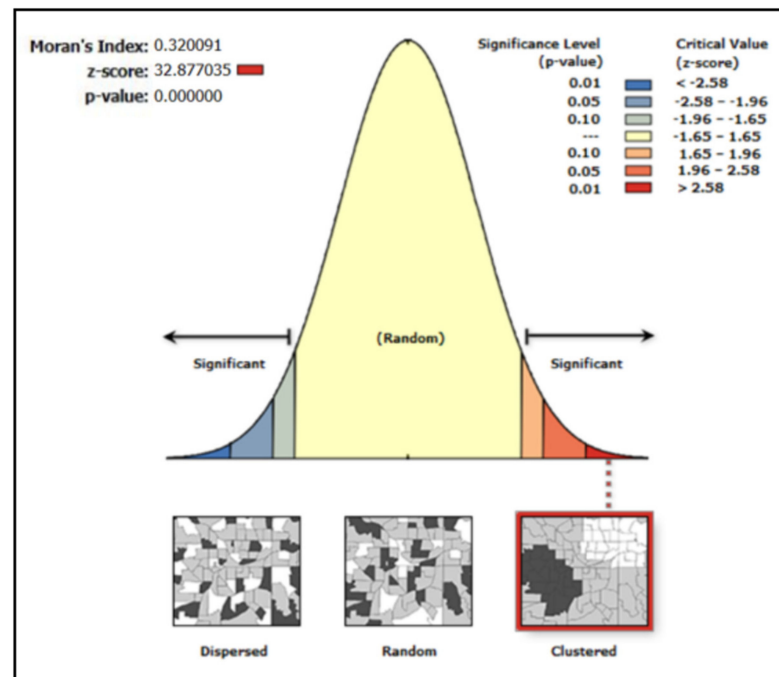 Moran's Index: 0.320091
z-score: 32.877035
p-value: 0.000000
Significance Level Critical Value
(p-value) (z-score)
0.01 < -2.58
0.05 -2.58 – -1.96
0.10 -1.96 – -1.65
--- -1.65 – 1.65
0.10 1.65 – 1.96
0.05 1.96 – 2.58
0.01 > 2.58
(Random)
Significant Significant
Dispersed Random Clustered